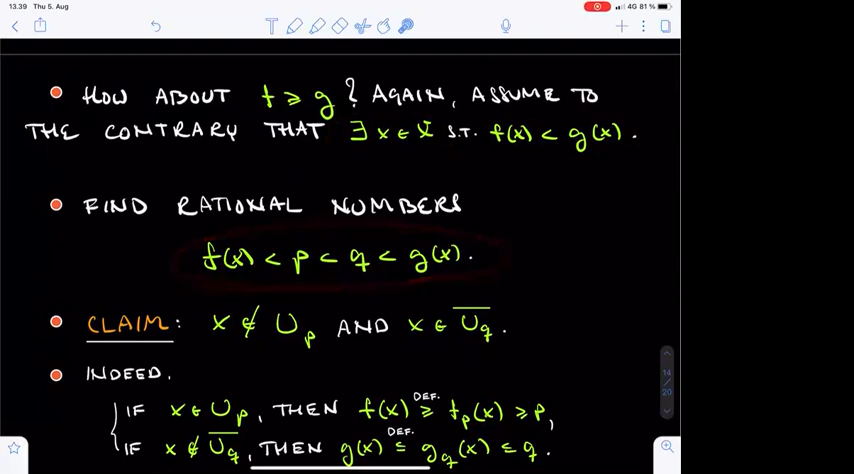 13.39 Thu 5. Aug
4G 81 %
T
• HOW ABOUT f ≥ g ? AGAIN, ASSUME TO
THE CONTRARY THAT ∃ x ∈ X S.T. f(x) < g(x).
• FIND RATIONAL NUMBERS
f(x) < p < q < g(x).
• CLAIM: x ∉ U_p AND x ∈ \overline{U_q}.
• INDEED.
IF x ∈ U_p, THEN f(x) ≥^{DEF.} f_p(x) ≥ p,
IF x ∉ \overline{U_q}, THEN g(x) ≤^{DEF.} g_q(x) ≤ q.
14
20